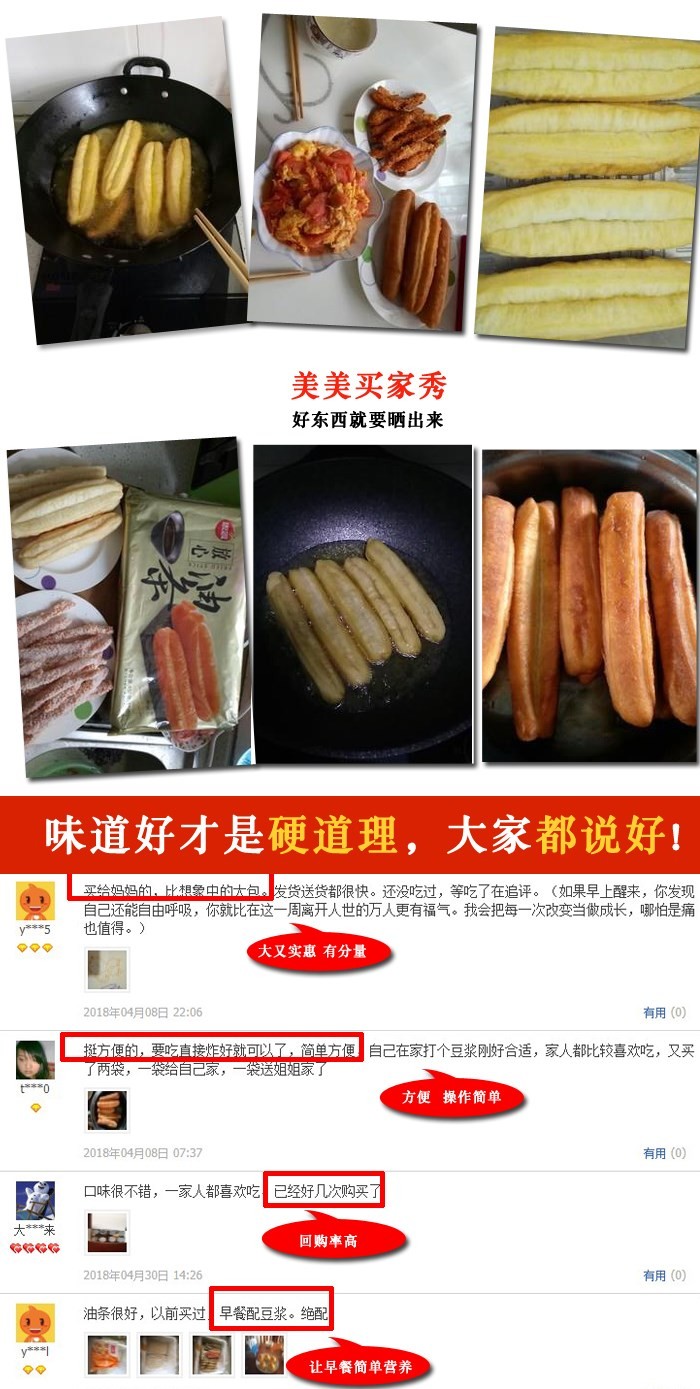 美美买家秀
好东西就要晒出来
放心
油条
味道好才是硬道理，大家都说好!
买给妈妈的，比想象中的大包。发货送货都很快。还没吃过，等吃了在追评。（如果早上醒来，你发现
自己还能自由呼吸，你就比在这一周离开人世的万人更有福气。我会把每一次改变当做成长，哪怕是痛
也值得。）
y***5
大又实惠 有分量
2018年04月08日 22:06
有用 (0)
挺方便的，要吃直接炸好就可以了，简单方便，自己在家打个豆浆刚好合适，家人都比较喜欢吃，又买
了两袋，一袋给自己家，一袋送姐姐家了
t***0
方便 操作简单
2018年04月08日 07:37
有用 (0)
口味很不错，一家人都喜欢吃，已经好几次购买了
大***来
回购率高
2018年04月30日 14:26
有用 (0)
油条很好，以前买过，早餐配豆浆。绝配
y***l
让早餐简单营养